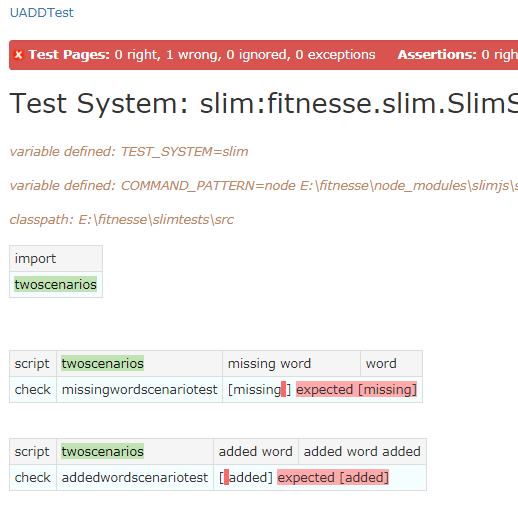 UADDTest
Test Pages: 0 right, 1 wrong, 0 ignored, 0 exceptions Assertions: 0 righ
Test System: slim:fitnesse.slim.SlimS
variable defined: TEST_SYSTEM=slim
variable defined: COMMAND_PATTERN=node E:\fitnesse\node_modules\slimjs\s
classpath: E:\fitnesse\slimtests\src
import
twoscenarios
script twoscenarios missing word word
check missingwordscenariotest [missing ] expected [missing]
script twoscenarios added word added word added
check addedwordscenariotest [ added] expected [added]